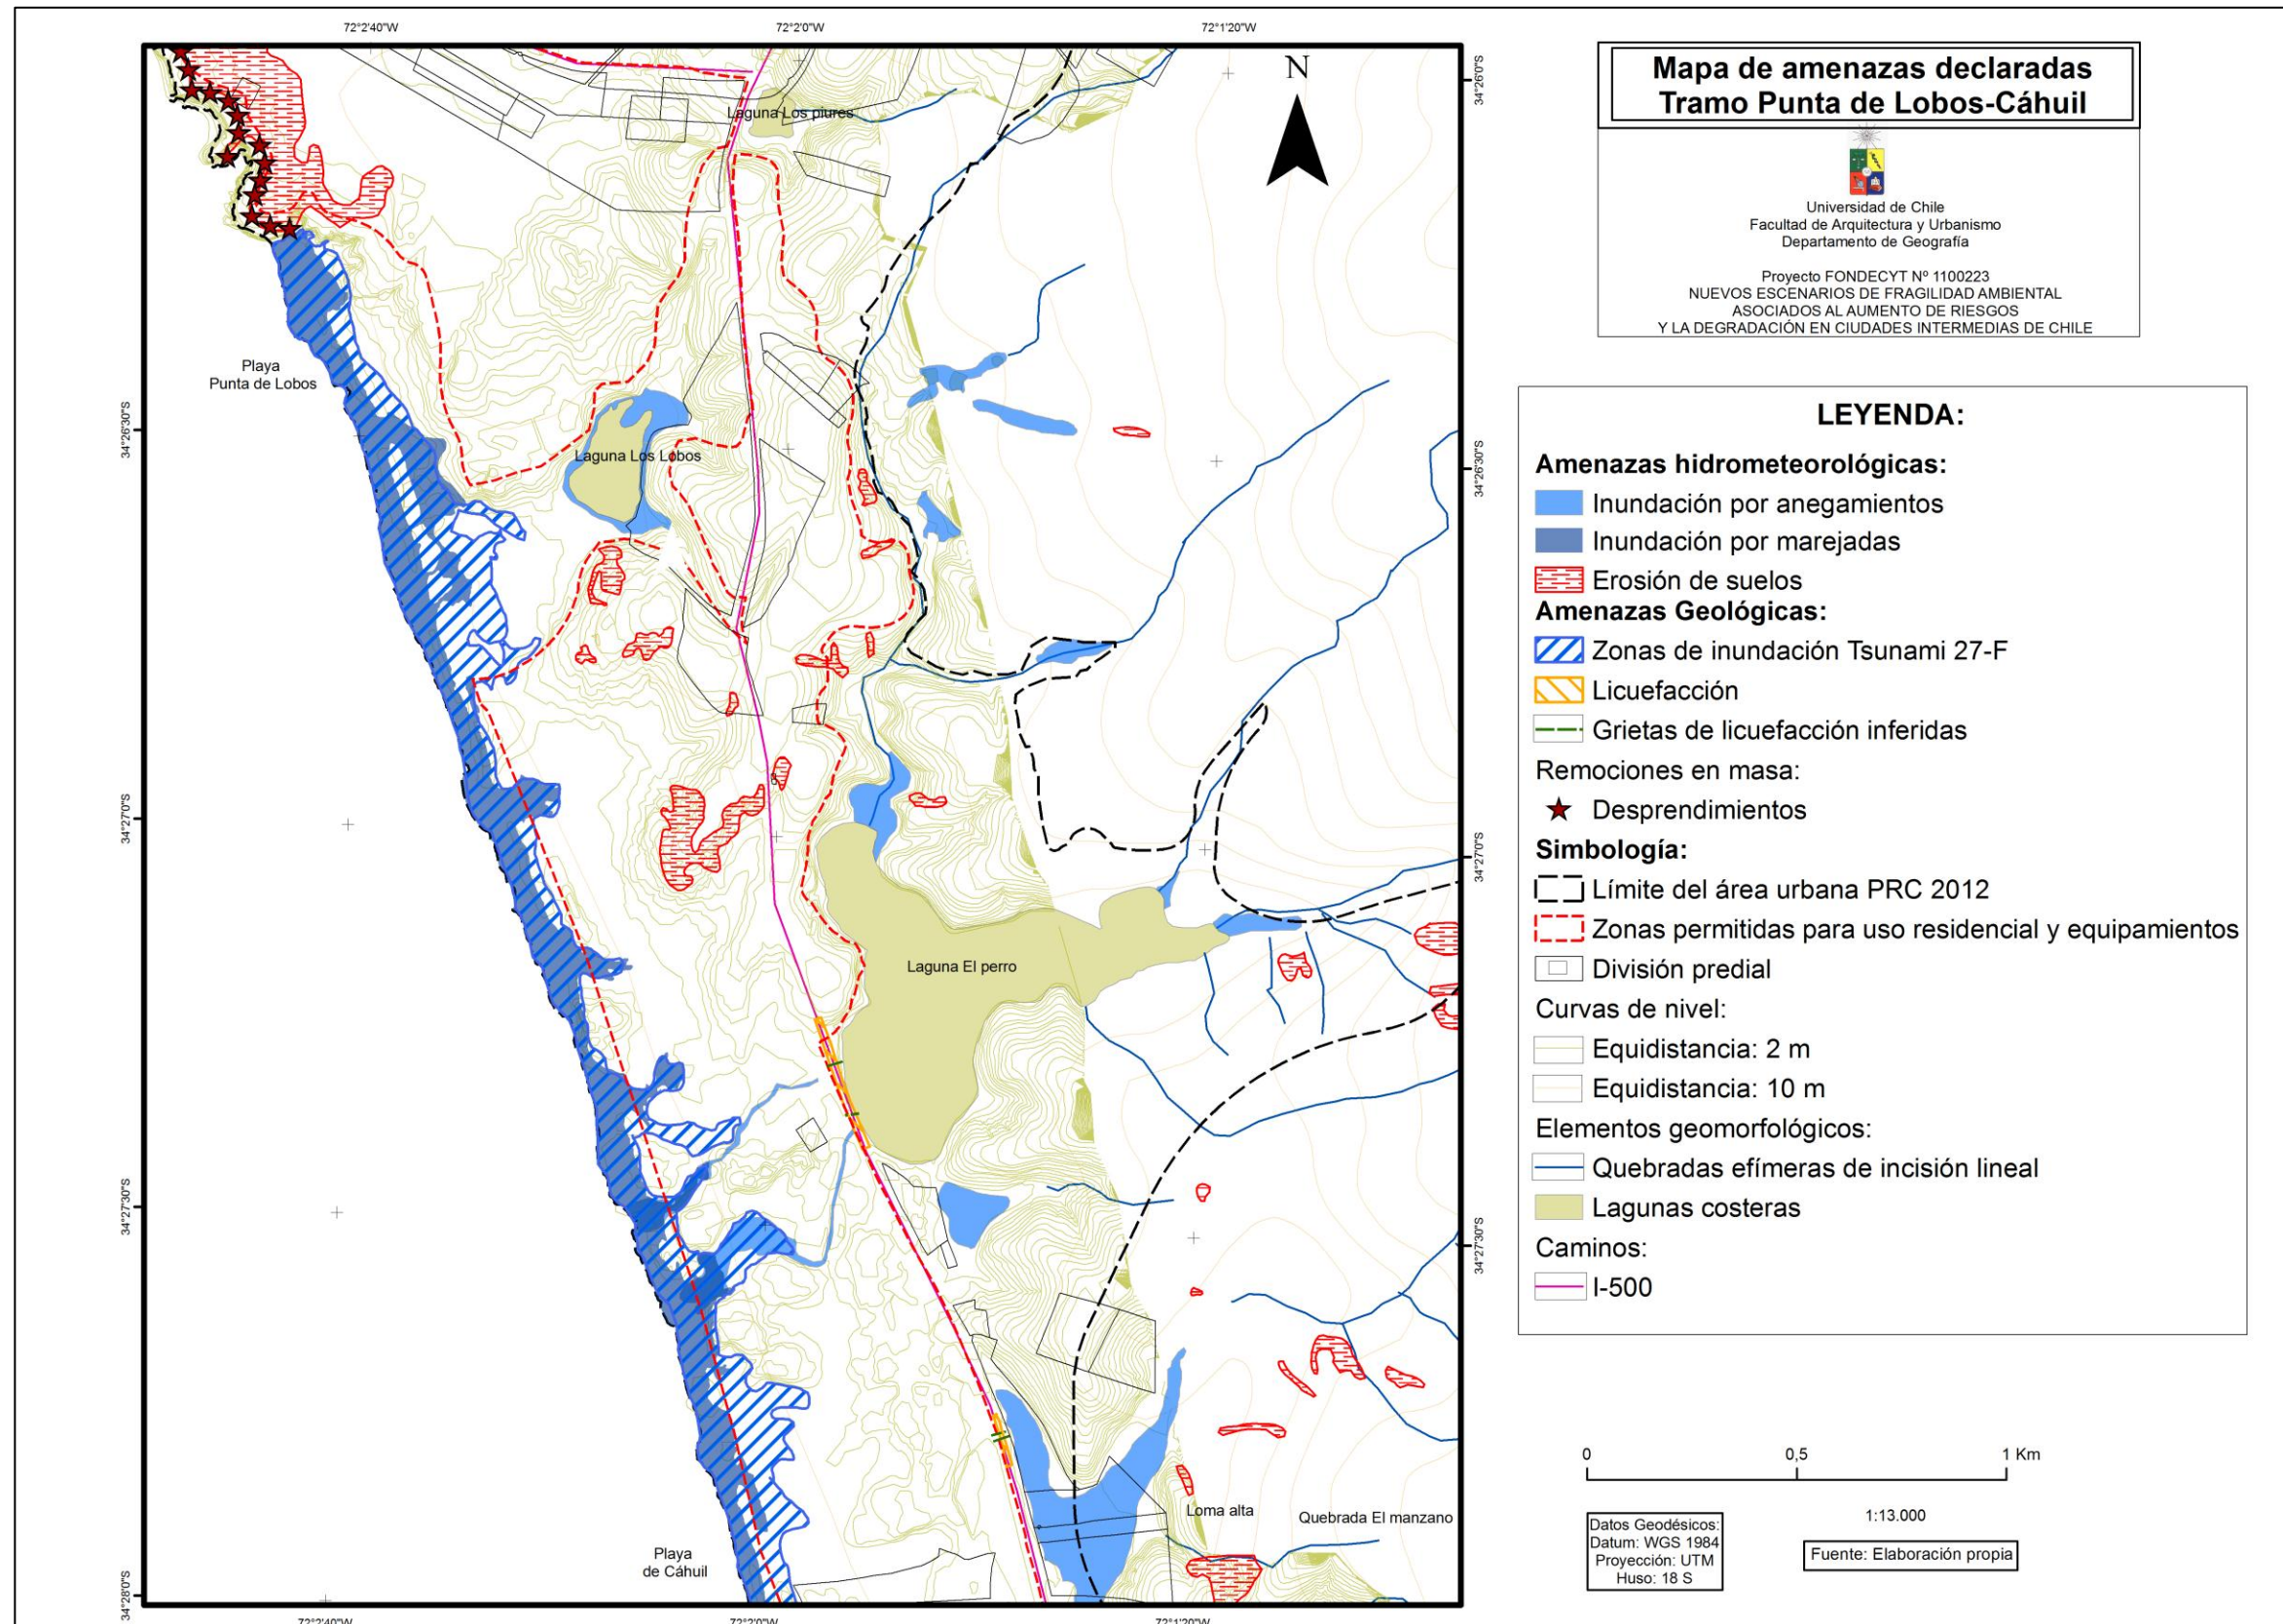 72°2'40"W
72°2'0"W
72°1'20"W
34°26'0"S
34°26'30"S
34°26'30"S
34°27'0"S
34°27'0"S
34°27'30"S
34°27'30"S
34°28'0"S
72°2'40"W
72°2'0"W
72°1'20"W
N
Laguna Los piures
Playa
Punta de Lobos
Laguna Los Lobos
Laguna El perro
Loma alta
Quebrada El manzano
Playa
de Cáhuil
Mapa de amenazas declaradas
Tramo Punta de Lobos-Cáhuil
Universidad de Chile
Facultad de Arquitectura y Urbanismo
Departamento de Geografía
Proyecto FONDECYT Nº 1100223
NUEVOS ESCENARIOS DE FRAGILIDAD AMBIENTAL
ASOCIADOS AL AUMENTO DE RIESGOS
Y LA DEGRADACIÓN EN CIUDADES INTERMEDIAS DE CHILE
LEYENDA:
Amenazas hidrometeorológicas:
Inundación por anegamientos
Inundación por marejadas
Erosión de suelos
Amenazas Geológicas:
Zonas de inundación Tsunami 27-F
Licuefacción
Grietas de licuefacción inferidas
Remociones en masa:
Desprendimientos
Simbología:
Límite del área urbana PRC 2012
Zonas permitidas para uso residencial y equipamientos
División predial
Curvas de nivel:
Equidistancia: 2 m
Equidistancia: 10 m
Elementos geomorfológicos:
Quebradas efímeras de incisión lineal
Lagunas costeras
Caminos:
I-500
0 0,5 1 Km
1:13.000
Datos Geodésicos:
Datum: WGS 1984
Proyección: UTM
Huso: 18 S
Fuente: Elaboración propia